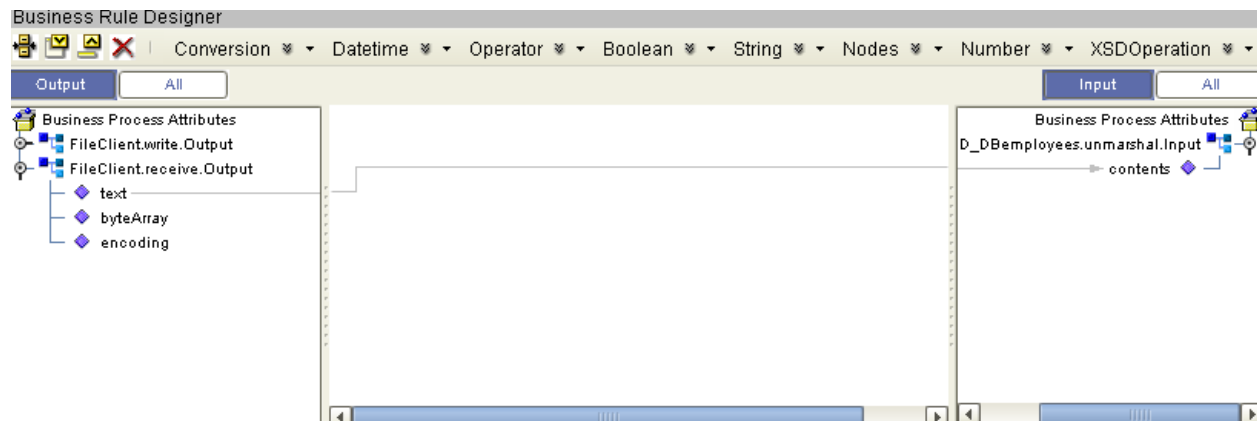 Business Rule Designer
Conversion Datetime Operator Boolean String Nodes Number XSDOperation
Output All Input All
Business Process Attributes Business Process Attributes
FileClient.write.Output D_DBemployees.unmarshal.Input
FileClient.receive.Output contents
text
byteArray
encoding